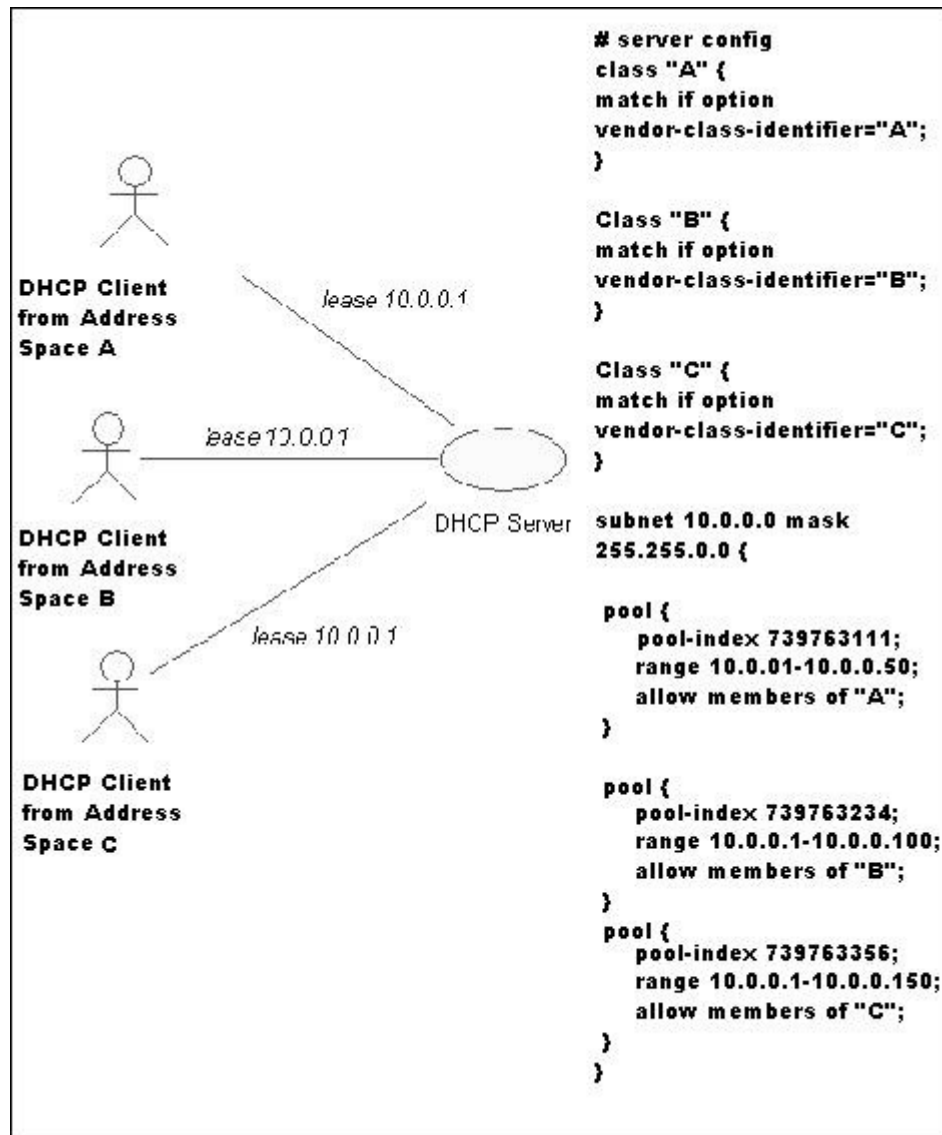 DHCP Client
from Address
Space A
lease 10.0.0.1
DHCP Client
from Address
Space B
lease 10.0.01
DHCP Server
DHCP Client
from Address
Space C
lease 10.0.0.1
# server config
class "A" {
match if option
vendor-class-identifier="A";
}
Class "B" {
match if option
vendor-class-identifier="B";
}
Class "C" {
match if option
vendor-class-identifier="C";
}
subnet 10.0.0.0 mask
255.255.0.0 {
pool {
pool-index 739763111;
range 10.0.01-10.0.0.50;
allow members of "A";
}
pool {
pool-index 739763234;
range 10.0.0.1-10.0.0.100;
allow members of "B";
}
pool {
pool-index 739763356;
range 10.0.0.1-10.0.0.150;
allow members of "C";
}
}